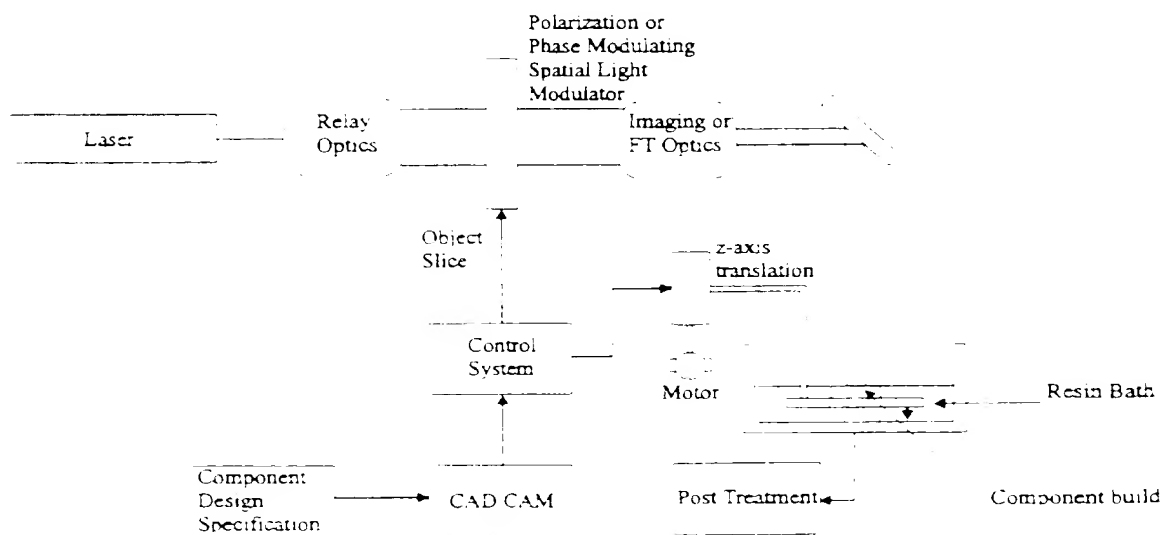 Polarization or
Phase Modulating
Spatial Light
Modulator
Laser
Relay
Optics
Imaging or
FT Optics
Object
Slice
z-axis
translation
Control
System
Motor
Resin Bath
Component
Design
Specification
CAD CAM
Post Treatment
Component build